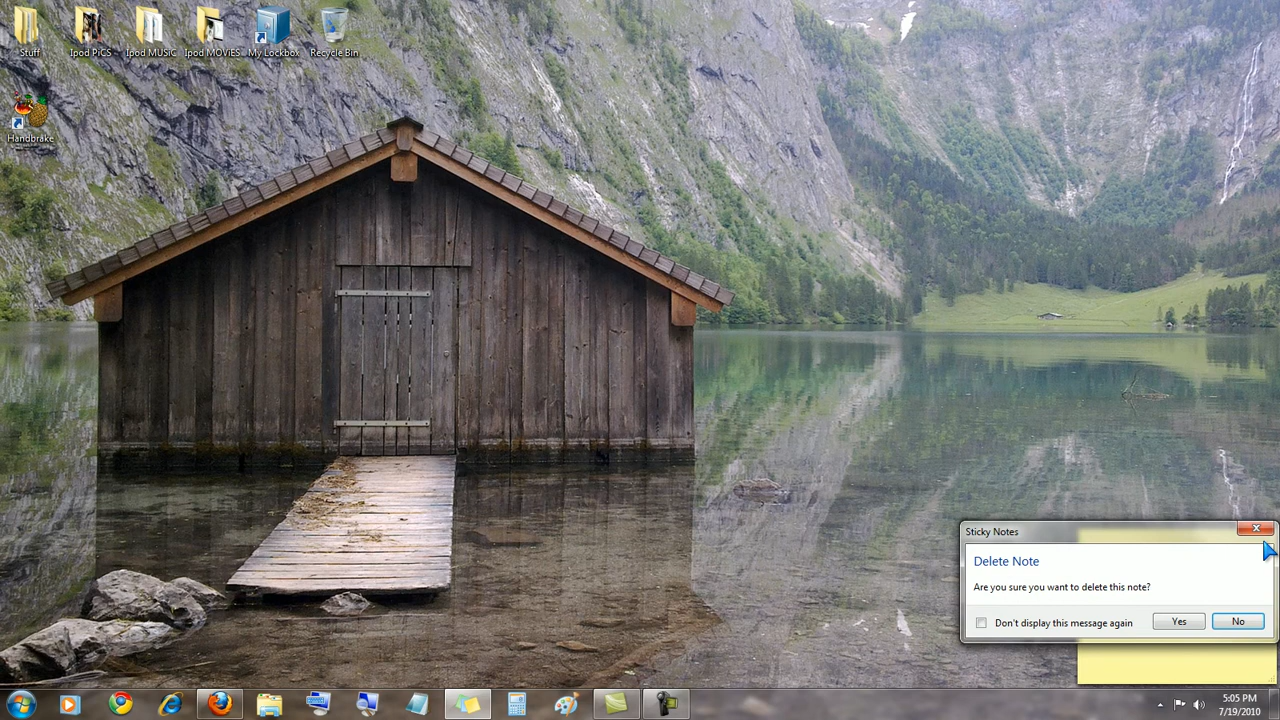 Stuff
Ipod PiCS
Ipod MUSiC
Ipod MOViES
My Lockbox
Recycle Bin
Handbrake
Sticky Notes
Delete Note
Are you sure you want to delete this note?
Don't display this message again
Yes
No
5:05 PM
7/19/2010